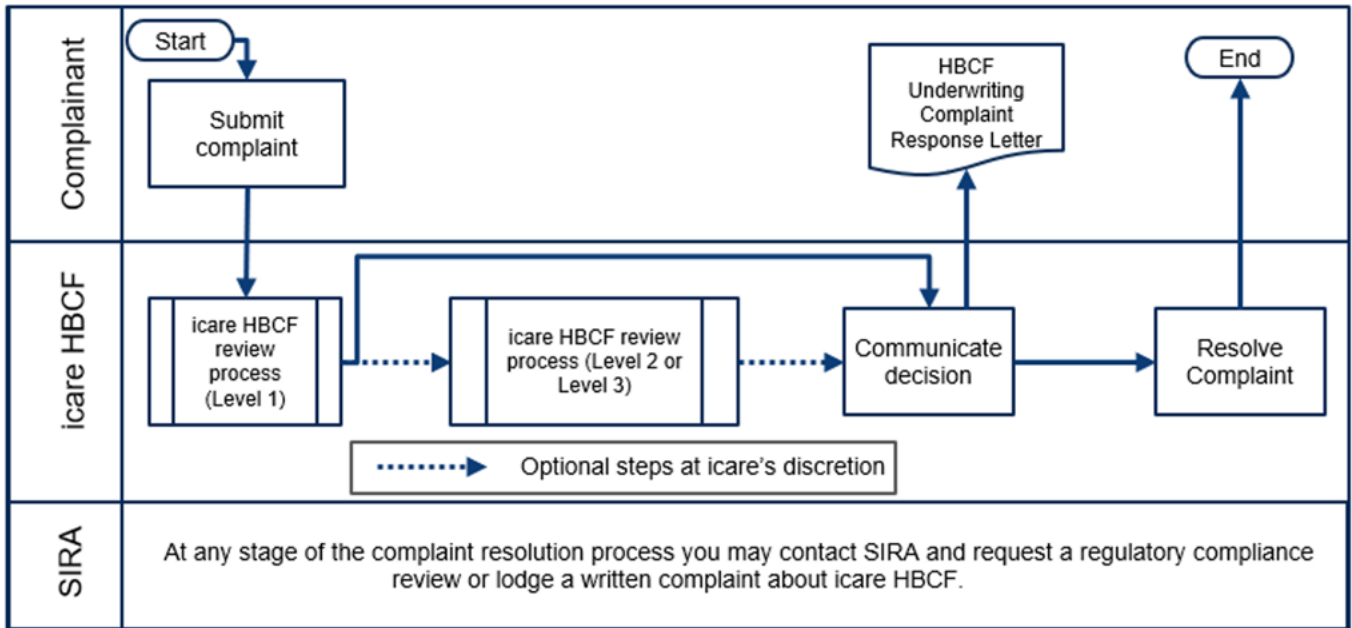 Complainant
Start
Submit
complaint
HBCF
Underwriting
Complaint
Response Letter
End
icare HBCF
icare HBCF
review
process
(Level 1)
icare HBCF review
process (Level 2 or
Level 3)
Communicate
decision
Resolve
Complaint
Optional steps at icare's discretion
SIRA
At any stage of the complaint resolution process you may contact SIRA and request a regulatory compliance
review or lodge a written complaint about icare HBCF.